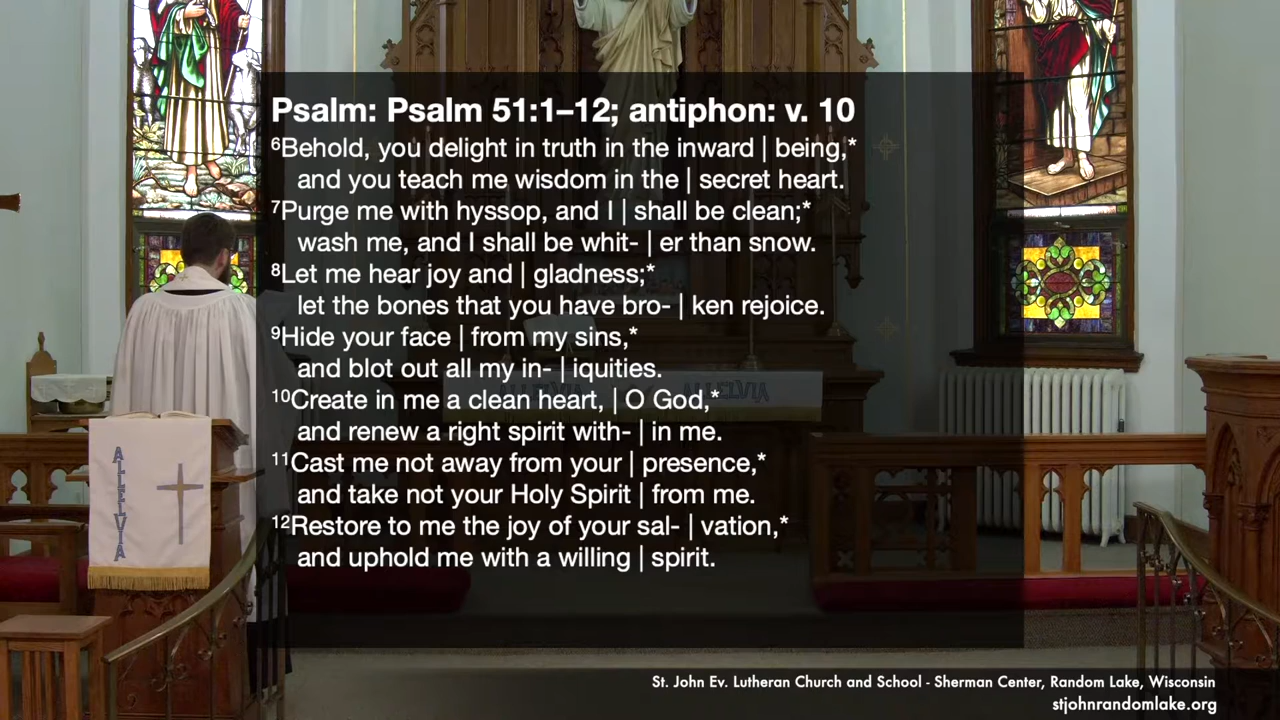 Psalm: Psalm 51:1–12; antiphon: v. 10
⁶Behold, you delight in truth in the inward | being,*
and you teach me wisdom in the | secret heart.
⁷Purge me with hyssop, and I | shall be clean;*
wash me, and I shall be whit- | er than snow.
⁸Let me hear joy and | gladness;*
let the bones that you have bro- | ken rejoice.
⁹Hide your face | from my sins,*
and blot out all my in- | iquities.
¹⁰Create in me a clean heart, | O God,*
and renew a right spirit with- | in me.
¹¹Cast me not away from your | presence,*
and take not your Holy Spirit | from me.
¹²Restore to me the joy of your sal- | vation,*
and uphold me with a willing | spirit.
ALLELVIA
ALLELVIA
St. John Ev. Lutheran Church and School - Sherman Center, Random Lake, Wisconsin
stjohnrandomlake.org